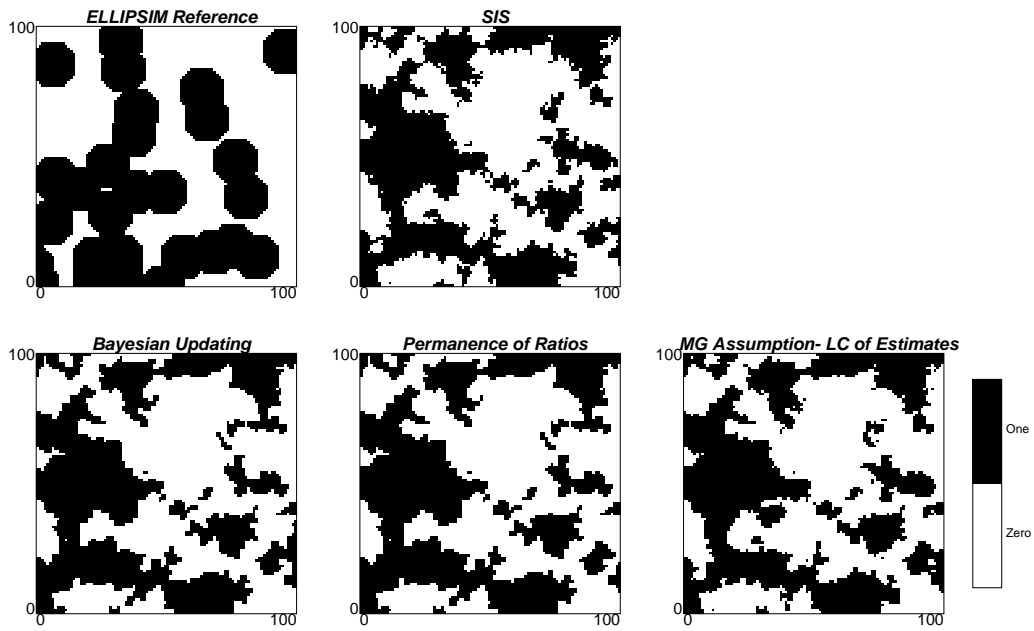 ELLIPSIM Reference
100
0
0
100
SIS
100
0
0
100
Bayesian Updating
100
0
0
100
Permanence of Ratios
100
0
0
100
MG Assumption- LC of Estimates
100
0
0
100
One
Zero